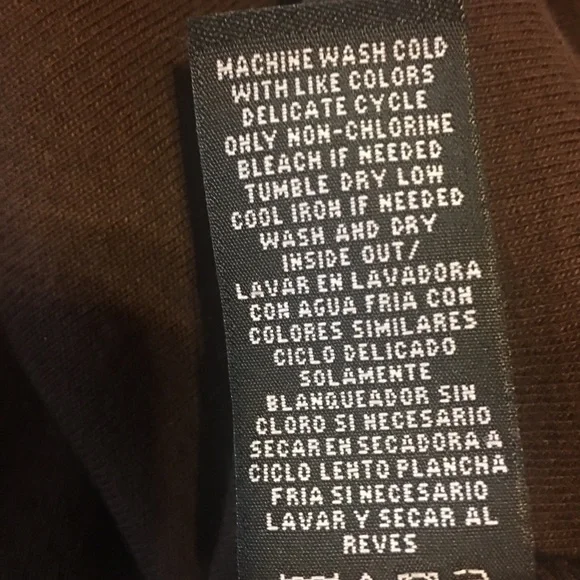 MACHINE WASH COLD
WITH LIKE COLORS
DELICATE CYCLE
ONLY NON-CHLORINE
BLEACH IF NEEDED
TUMBLE DRY LOW
COOL IRON IF NEEDED
WASH AND DRY
INSIDE OUT/
LAVAR EN LAVADORA
CON AGUA FRIA CON
COLORES SIMILARES
CICLO DELICADO
SOLAMENTE
BLANQUEADOR SIN
CLORO SI NECESARIO
SECAR EN SECADORA A
CICLO LENTO PLANCHA
FRIA SI NECESARIO
LAVAR Y SECAR AL
REVES